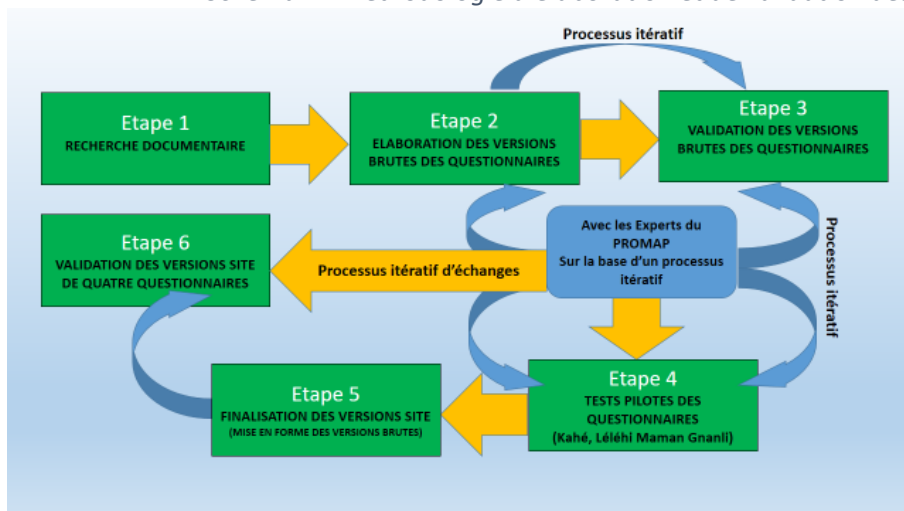 Processus itératif
Etape 1
RECHERCHE DOCUMENTAIRE
Etape 2
ELABORATION DES VERSIONS
BRUTES DES QUESTIONNAIRES
Etape 3
VALIDATION DES VERSIONS
BRUTES DES QUESTIONNAIRES
Avec les Experts du
PROMAP
Sur la base d'un processus
itératif
Processus itératif
Etape 6
VALIDATION DES VERSIONS SITE
DE QUATRE QUESTIONNAIRES
Processus itératif d'échanges
Etape 4
TESTS PILOTES DES
QUESTIONNAIRES
(Kahé, Léléhi Maman Gnanli)
Etape 5
FINALISATION DES VERSIONS SITE
(MISE EN FORME DES VERSIONS BRUTES)